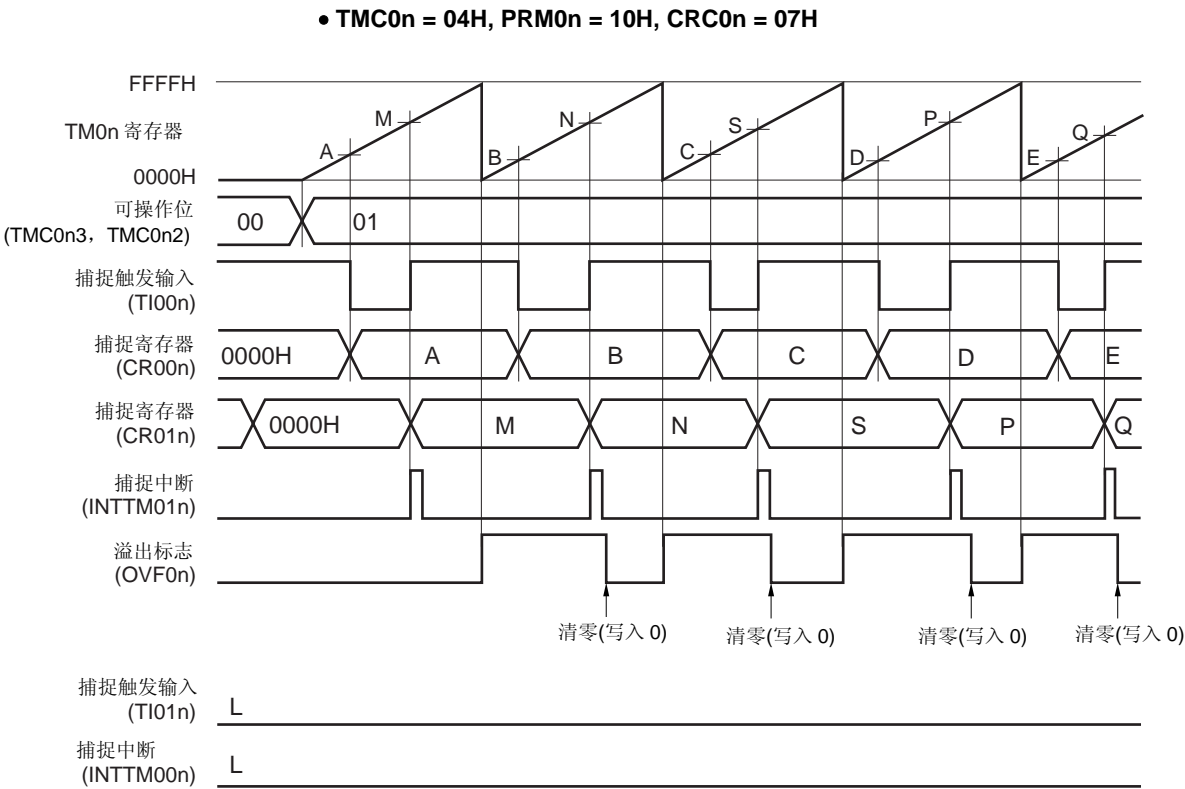 • TMC0n = 04H, PRM0n = 10H, CRC0n = 07H
FFFFH
TM0n 寄存器
0000H
A M B N C S D P E Q
可操作位
(TMC0n3，TMC0n2)
00 01
捕捉触发输入
(TI00n)
捕捉寄存器
(CR00n)
0000H A B C D E
捕捉寄存器
(CR01n)
0000H M N S P Q
捕捉中断
(INTTM01n)
溢出标志
(OVF0n)
清零(写入 0) 清零(写入 0) 清零(写入 0) 清零(写入 0)
捕捉触发输入
(TI01n)
L
捕捉中断
(INTTM00n)
L